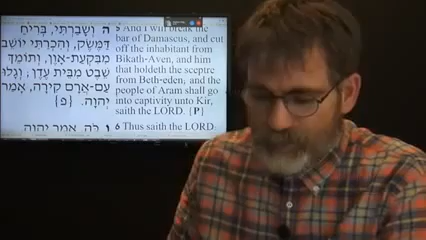 ה וְשָׁבַרְתִּי, בְּרִיחַ
דַּמֶּשֶׂק, וְהִכְרַתִּי יוֹשֵׁב
מִבִּקְעַת-אָוֶן, וְתוֹמֵךְ
שֵׁבֶט מִבֵּית עֶדֶן; וְגָלוּ
עַם-אֲרָם קִירָה, אָמַר
יְהוָה. {פ}
5 And I will break the
bar of Damascus, and cut
off the inhabitant from
Bikath-Aven, and him
that holdeth the sceptre
from Beth-eden; and the
people of Aram shall go
into captivity unto Kir,
saith the LORD. {P}
ו כֹּה, אָמַר יְהוָה
6 Thus saith the LORD